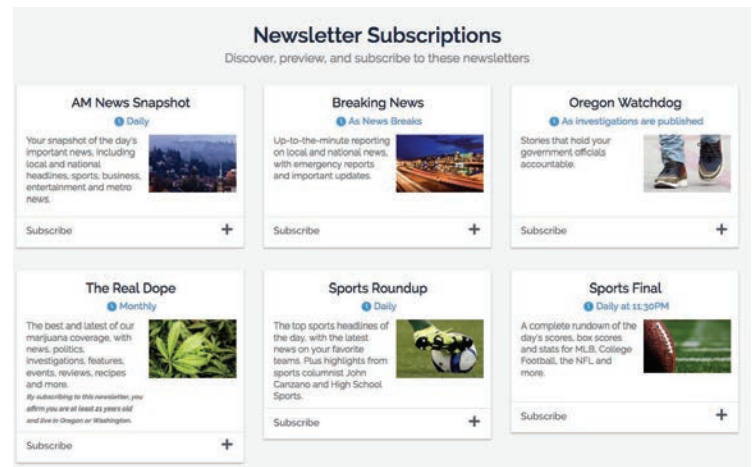 Newsletter Subscriptions
Discover, preview, and subscribe to these newsletters
AM News Snapshot
Daily
Your snapshot of the day's
important news, including
local and national
headlines, sports, business,
entertainment and metro
news.
Subscribe
Breaking News
As News Breaks
Up-to-the-minute reporting
on local and national news,
with emergency reports
and important updates.
Subscribe
Oregon Watchdog
As investigations are published
Stories that hold your
government officials
accountable.
Subscribe
The Real Dope
Monthly
The best and latest of our
marijuana coverage, with
news, politics,
investigations, features,
events, reviews, recipes
and more.
By subscribing to this newsletter, you
affirm you are at least 21 years old
and live in Oregon or Washington.
Subscribe
Sports Roundup
Daily
The top sports headlines of
the day, with the latest
news on your favorite
teams. Plus highlights from
sports columnist John
Canzano and High School
Sports.
Subscribe
Sports Final
Daily at 11:30PM
A complete rundown of the
day's scores, box scores
and stats for MLB, College
Football, the NFL and
more.
Subscribe